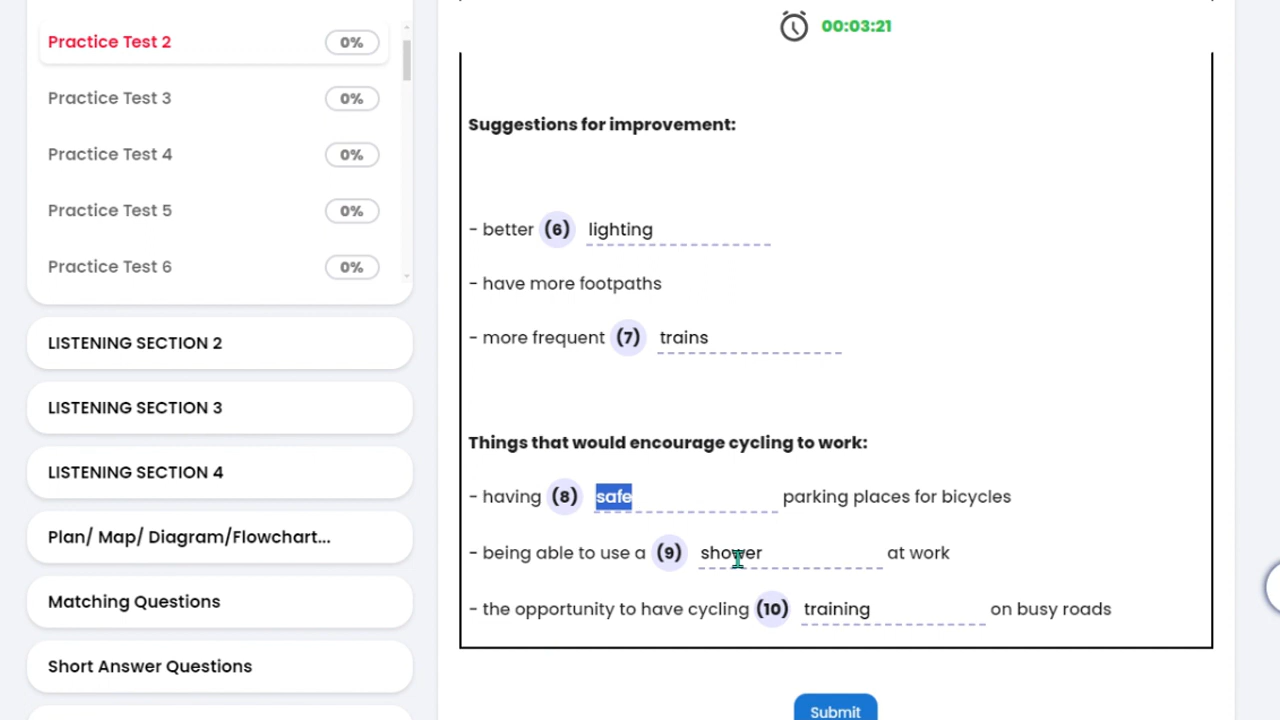 Practice Test 2 0%
Practice Test 3 0%
Practice Test 4 0%
Practice Test 5 0%
Practice Test 6 0%
LISTENING SECTION 2
LISTENING SECTION 3
LISTENING SECTION 4
Plan/ Map/ Diagram/Flowchart...
Matching Questions
Short Answer Questions
00:03:21
Suggestions for improvement:
- better (6) lighting
- have more footpaths
- more frequent (7) trains
Things that would encourage cycling to work:
- having (8) safe parking places for bicycles
- being able to use a (9) shower at work
- the opportunity to have cycling (10) training on busy roads
Submit